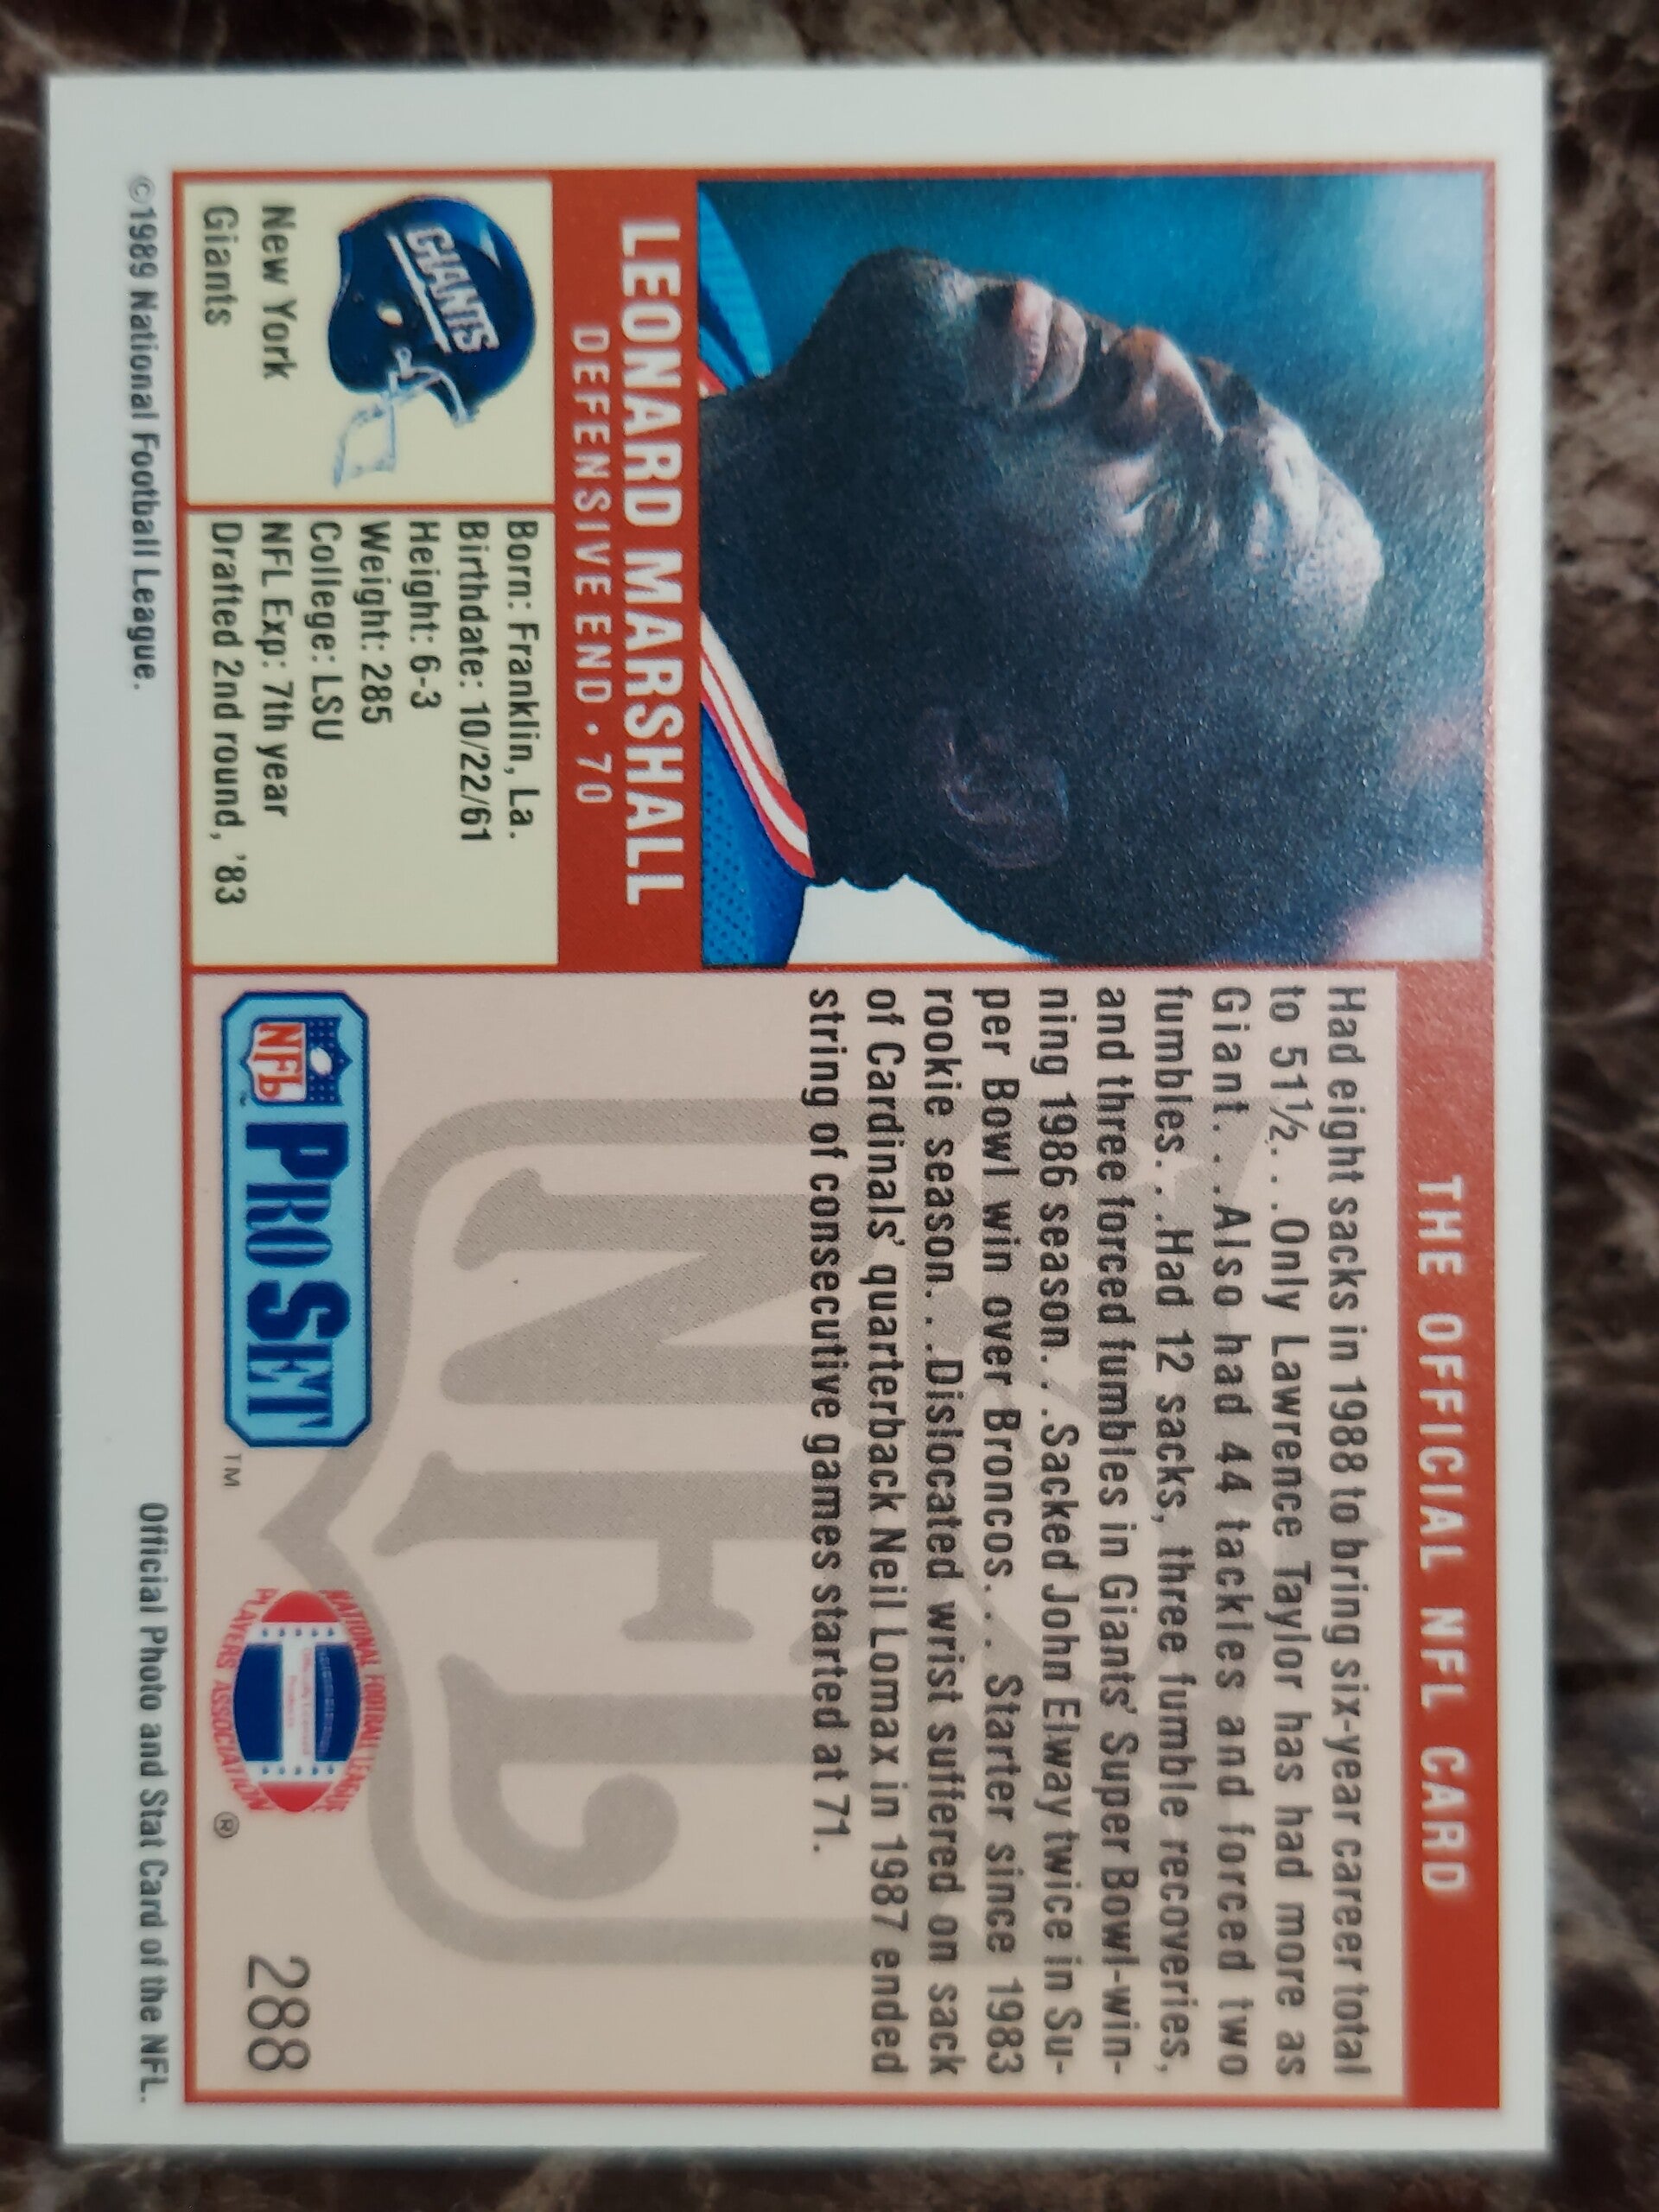 THE OFFICIAL NFL CARD
Had eight sacks in 1988 to bring six-year career total
to 51½. . .Only Lawrence Taylor has had more as
Giant. . .Also had 44 tackles and forced two
fumbles. . .Had 12 sacks, three fumble recoveries,
and three forced fumbles in Giants' Super Bowl-win-
ning 1986 season. . .Sacked John Elway twice in Su-
per Bowl win over Broncos. . . Starter since 1983
rookie season. . .Dislocated wrist suffered on sack
of Cardinals' quarterback Neil Lomax in 1987 ended
string of consecutive games started at 71.
LEONARD MARSHALL
DEFENSIVE END • 70
GIANTS
New York
Giants
Born: Franklin, La.
Birthdate: 10/22/61
Height: 6-3
Weight: 285
College: LSU
NFL Exp: 7th year
Drafted 2nd round, '83
NFL
PRO SET
TM
NATIONAL FOOTBALL LEAGUE
PLAYERS ASSOCIATION
®
288
NFL
©1989 National Football League.
Official Photo and Stat Card of the NFL.